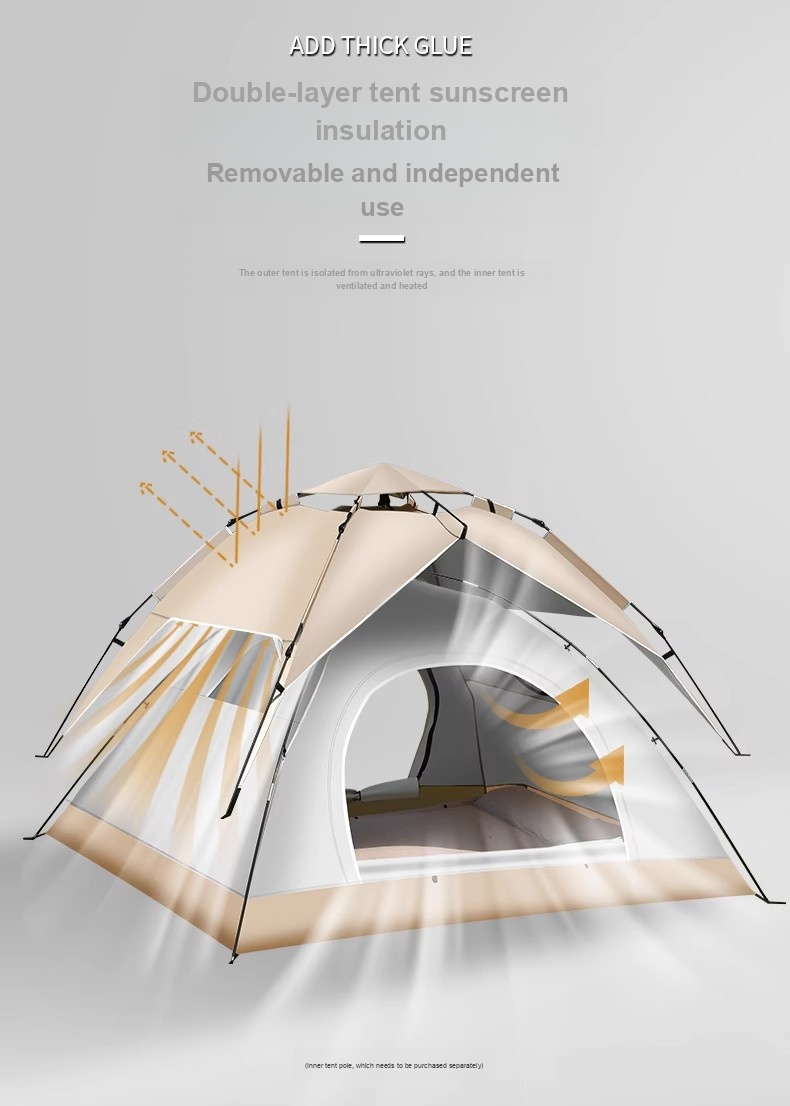 ADD THICK GLUE
Double-layer tent sunscreen
insulation
Removable and independent
use
The outer tent is isolated from ultraviolet rays, and the inner tent is
ventilated and heated
(Inner tent pole, which needs to be purchased separately)